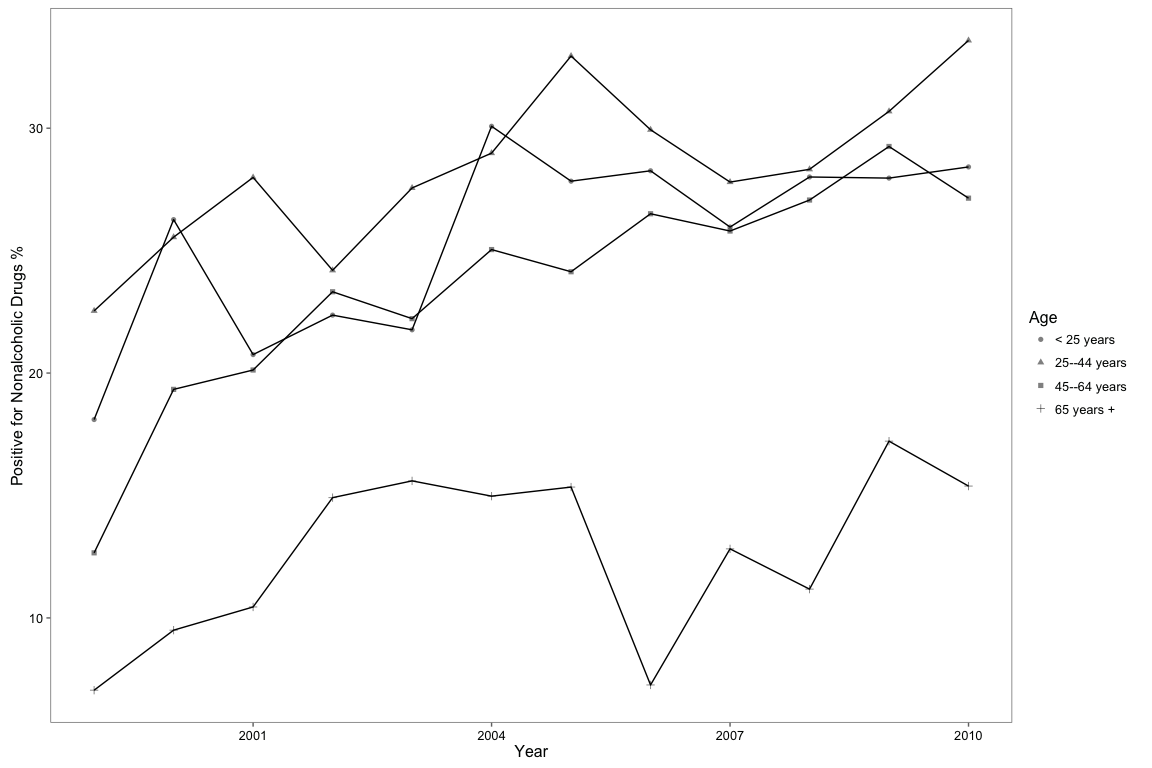 30
20
10
Positive for Nonalcoholic Drugs %
2001
2004
2007
2010
Year
Age
< 25 years
25--44 years
45--64 years
65 years +